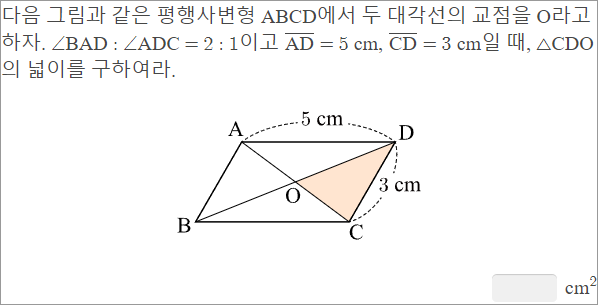 다음 그림과 같은 평행사변형 ABCD에서 두 대각선의 교점을 O라고
하자. ∠BAD : ∠ADC = 2 : 1이고 A̅D̅ = 5 cm, C̅D̅ = 3 cm일 때, △CDO
의 넓이를 구하여라.
5 cm
A
D
3 cm
O
B
C
cm²